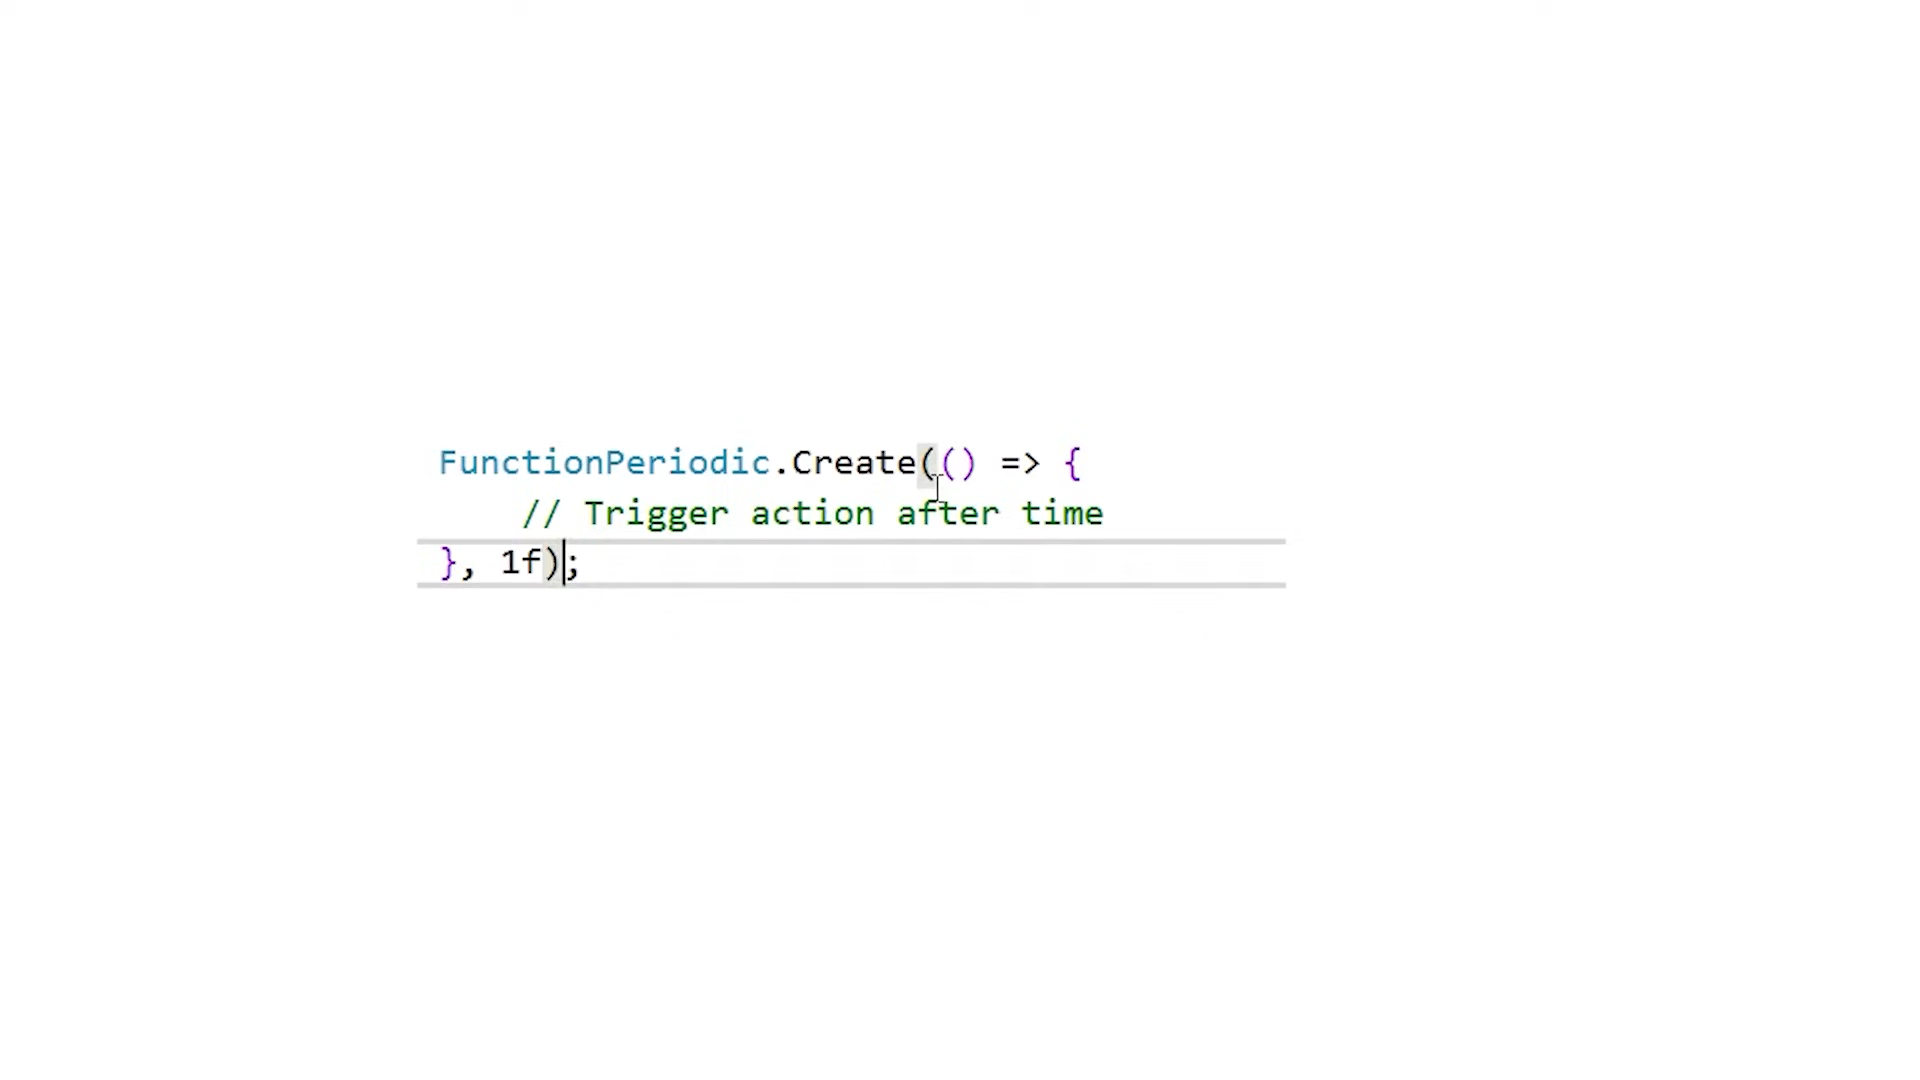 FunctionPeriodic.Create(() => {
// Trigger action after time
}, 1f);